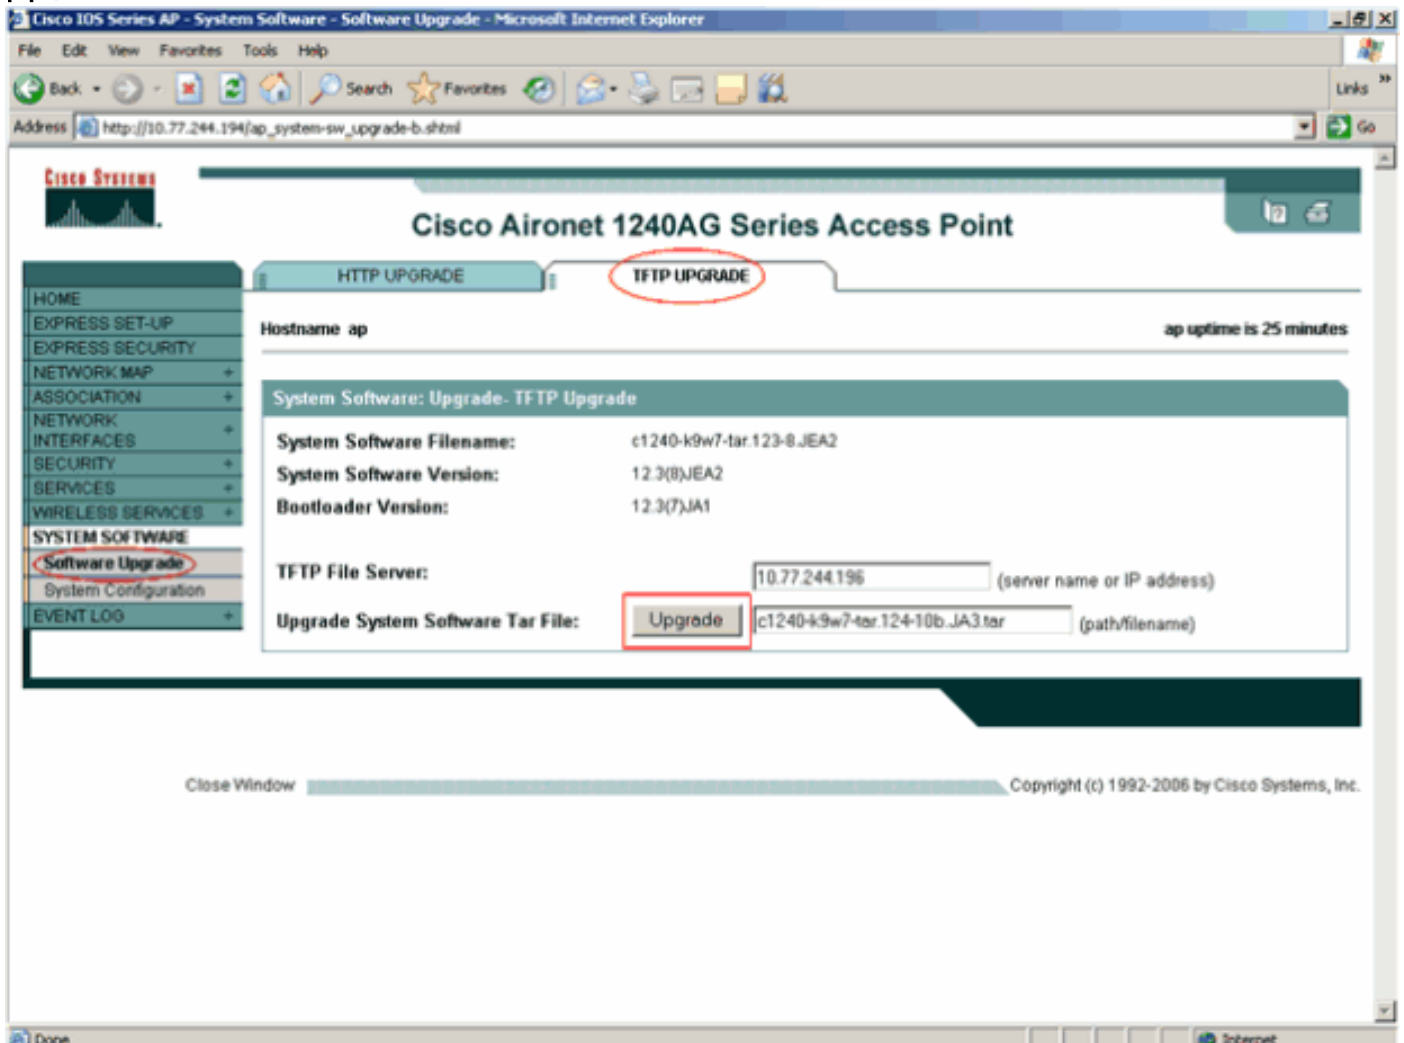 Cisco IOS Series AP - System Software - Software Upgrade - Microsoft Internet Explorer
File Edit View Favorites Tools Help
Back Search Favorites Links »
Address http://10.77.244.194/ap_system-sw_upgrade-b.shtml Go
CISCO SYSTEMS
Cisco Aironet 1240AG Series Access Point
HTTP UPGRADE TFTP UPGRADE
HOME
EXPRESS SET-UP
EXPRESS SECURITY
NETWORK MAP +
ASSOCIATION +
NETWORK
INTERFACES +
SECURITY +
SERVICES +
WIRELESS SERVICES +
SYSTEM SOFTWARE
Software Upgrade
System Configuration
EVENT LOG +
Hostname ap ap uptime is 25 minutes
System Software: Upgrade- TFTP Upgrade
System Software Filename: c1240-k9w7-tar.123-8.JEA2
System Software Version: 12.3(8)JEA2
Bootloader Version: 12.3(7)JA1
TFTP File Server: 10.77.244.196 (server name or IP address)
Upgrade System Software Tar File: Upgrade c1240-k9w7-tar.124-10b.JA3.tar (path/filename)
Close Window Copyright (c) 1992-2006 by Cisco Systems, Inc.
Done Internet